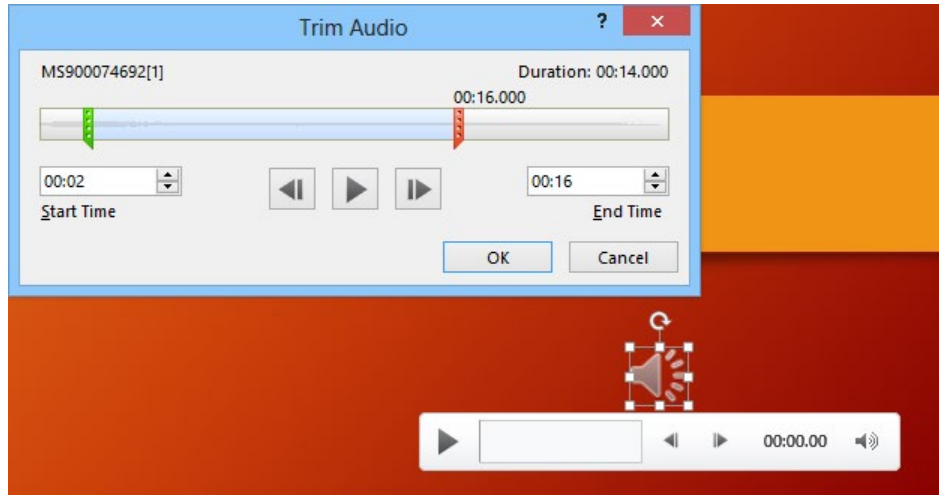 Trim Audio ?
MS900074692[1] Duration: 00:14.000
00:16.000
00:02 00:16
Start Time End Time
OK Cancel
00:00.00